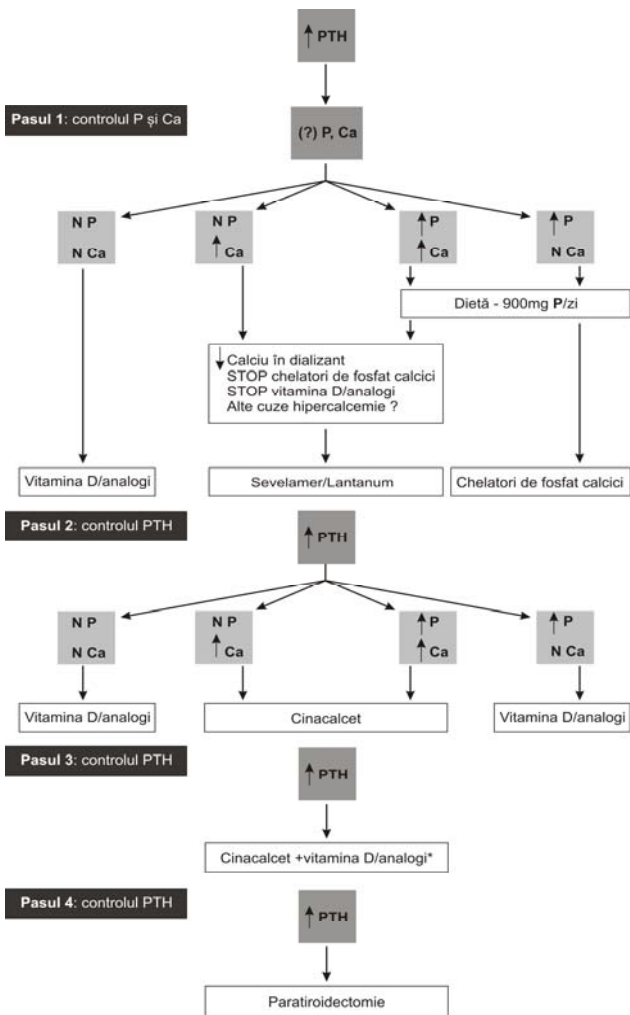 ↑ PTH
Pasul 1: controlul P și Ca
(?) P, Ca
N P
N Ca
N P
↑ Ca
↑ P
↑ Ca
↑ P
N Ca
Dietă - 900mg P/zi
↓ Calciu în dializant
STOP chelatori de fosfat calcici
STOP vitamina D/analogi
Alte cuze hipercalcemie ?
Vitamina D/analogi
Sevelamer/Lantanum
Chelatori de fosfat calcici
Pasul 2: controlul PTH
↑ PTH
N P
N Ca
N P
↑ Ca
↑ P
↑ Ca
↑ P
N Ca
Vitamina D/analogi
Cinacalcet
Vitamina D/analogi
Pasul 3: controlul PTH
↑ PTH
Cinacalcet +vitamina D/analogi*
Pasul 4: controlul PTH
↑ PTH
Paratiroidectomie